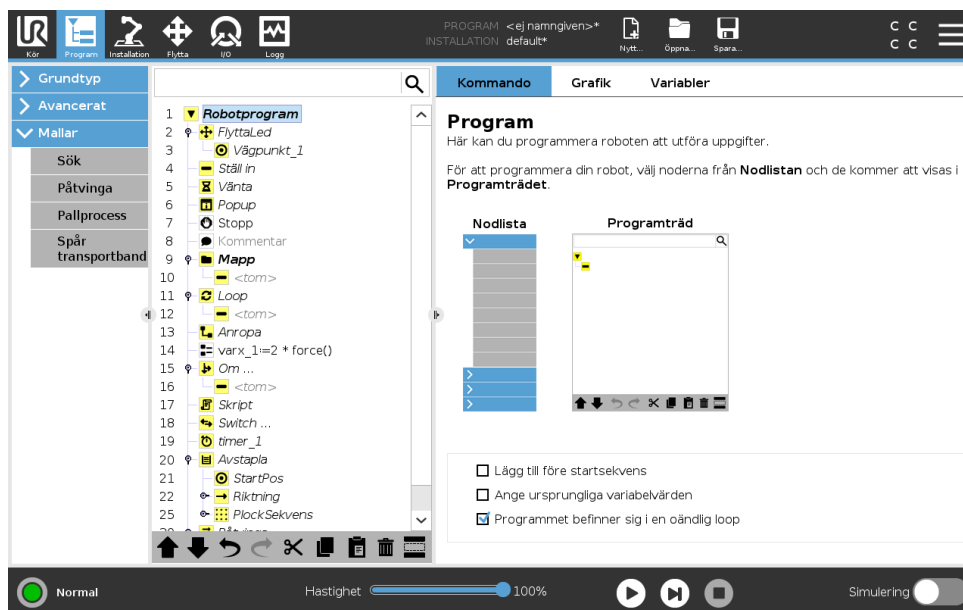 UR
PROGRAM <ej namngiven>*
INSTALLATION default*
Kör Program Installation Flytta I/O Logg
Nytt... Öppna... Spara...
C C
C C
Grundtyp
Avancerat
Mallar
Sök
Påtvinga
Pallprocess
Spår
transportband
1 Robotprogram
2 FlyttaLed
3 Vägpunkt_1
4 Ställ in
5 Vänta
6 Popup
7 Stopp
8 Kommentar
9 Mapp
10 <tom>
11 Loop
12 <tom>
13 Anropa
14 varx_1:=2 * force()
15 Om ...
16 <tom>
17 Skript
18 Switch ...
19 timer_1
20 Avstapla
21 StartPos
22 Riktning
25 PlockSekvens
Kommando Grafik Variabler
Program
Här kan du programmera roboten att utföra uppgifter.
För att programmera din robot, välj noderna från Nodlistan och de kommer att visas i
Programträdet.
Nodlista Programträd
Lägg till före startsekvens
Ange ursprungliga variabelvärden
Programmet befinner sig i en oändlig loop
Normal
Hastighet 100%
Simulering